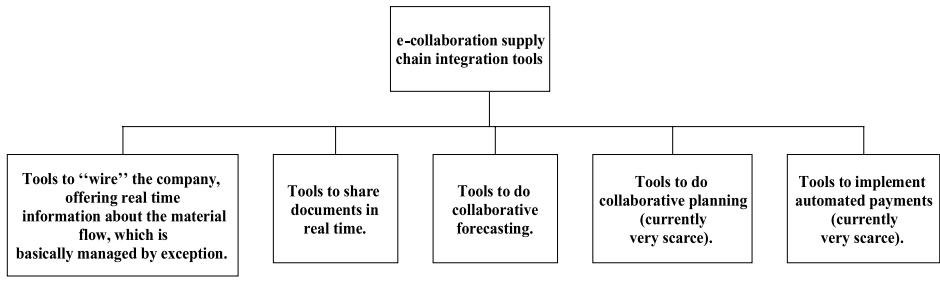 e-collaboration supply
chain integration tools
Tools to ‘‘wire’’ the company,
offering real time
information about the material
flow, which is
basically managed by exception.
Tools to share
documents in
real time.
Tools to do
collaborative
forecasting.
Tools to do
collaborative planning
(currently
very scarce).
Tools to implement
automated payments
(currently
very scarce).